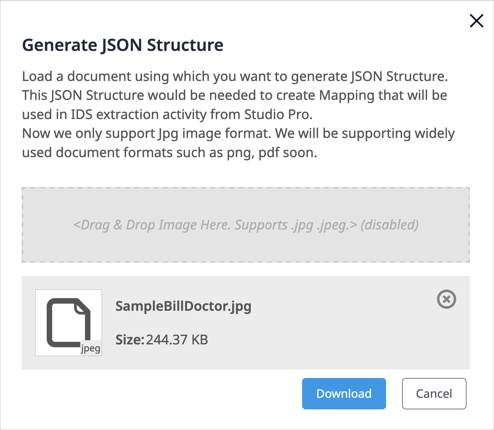 Generate JSON Structure
Load a document using which you want to generate JSON Structure.
This JSON Structure would be needed to create Mapping that will be
used in IDS extraction activity from Studio Pro.
Now we only support Jpg image format. We will be supporting widely
used document formats such as png, pdf soon.
<Drag & Drop Image Here. Supports .jpg .jpeg.> (disabled)
SampleBillDoctor.jpg
Size: 244.37 KB
jpeg
Download
Cancel